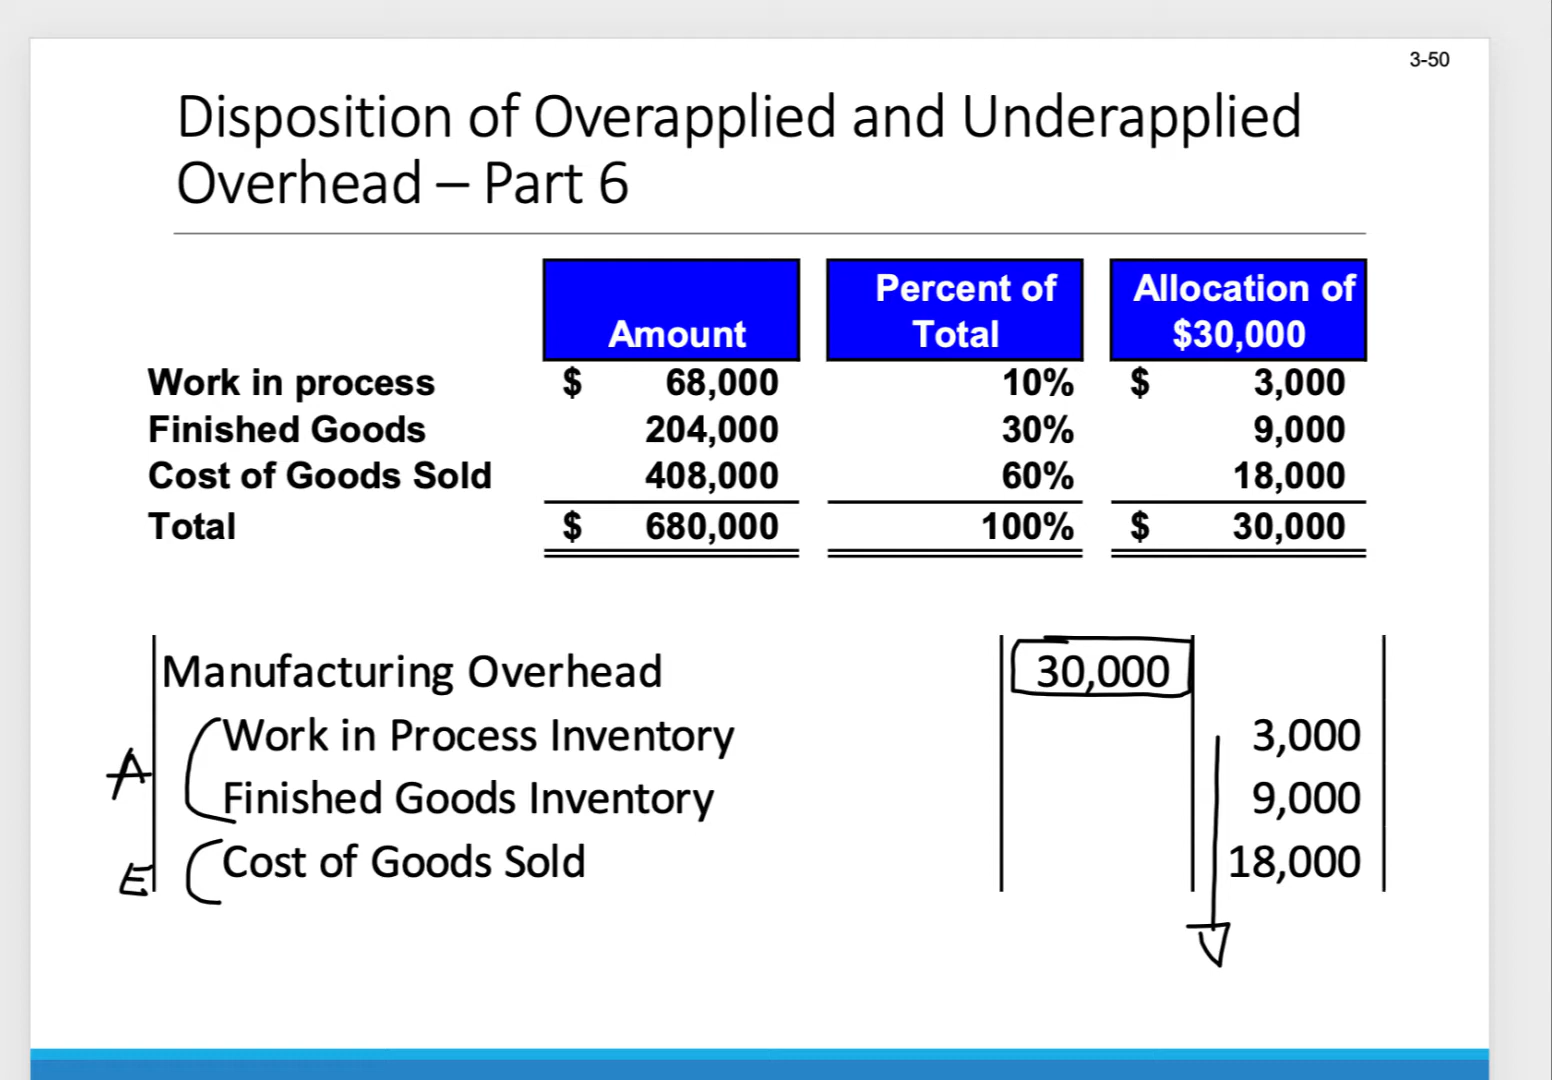 3-50
Disposition of Overapplied and Underapplied
Overhead – Part 6
Amount Percent of Total Allocation of $30,000
Work in process $ 68,000 10% $ 3,000
Finished Goods 204,000 30% 9,000
Cost of Goods Sold 408,000 60% 18,000
Total $ 680,000 100% $ 30,000
Manufacturing Overhead 30,000
Work in Process Inventory 3,000
A
Finished Goods Inventory 9,000
E Cost of Goods Sold 18,000